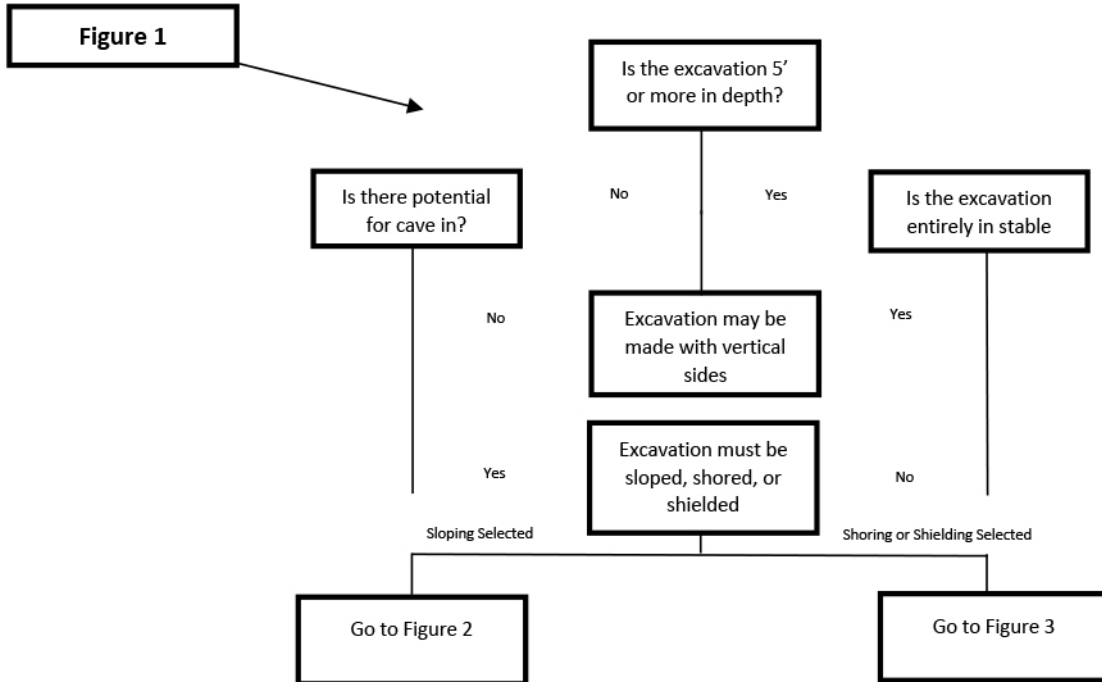 Figure 1
Is the excavation 5’
or more in depth?
No
Yes
Is there potential
for cave in?
Is the excavation
entirely in stable
No
Excavation may be
made with vertical
sides
Yes
Yes
Excavation must be
sloped, shored, or
shielded
No
Sloping Selected
Shoring or Shielding Selected
Go to Figure 2
Go to Figure 3